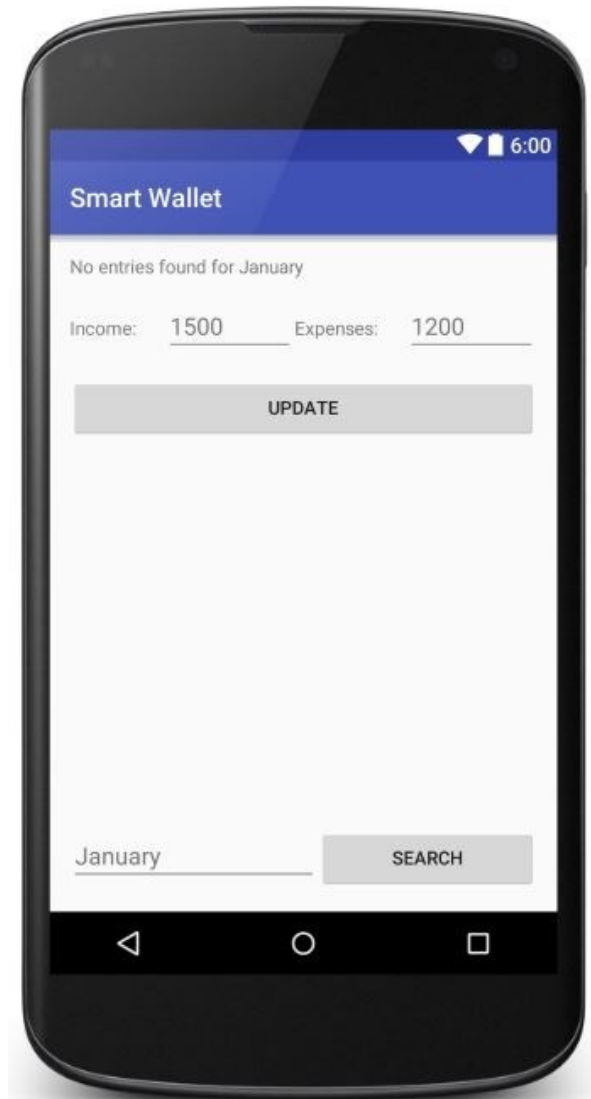 6:00
Smart Wallet
No entries found for January
Income: 1500 Expenses: 1200
UPDATE
January SEARCH